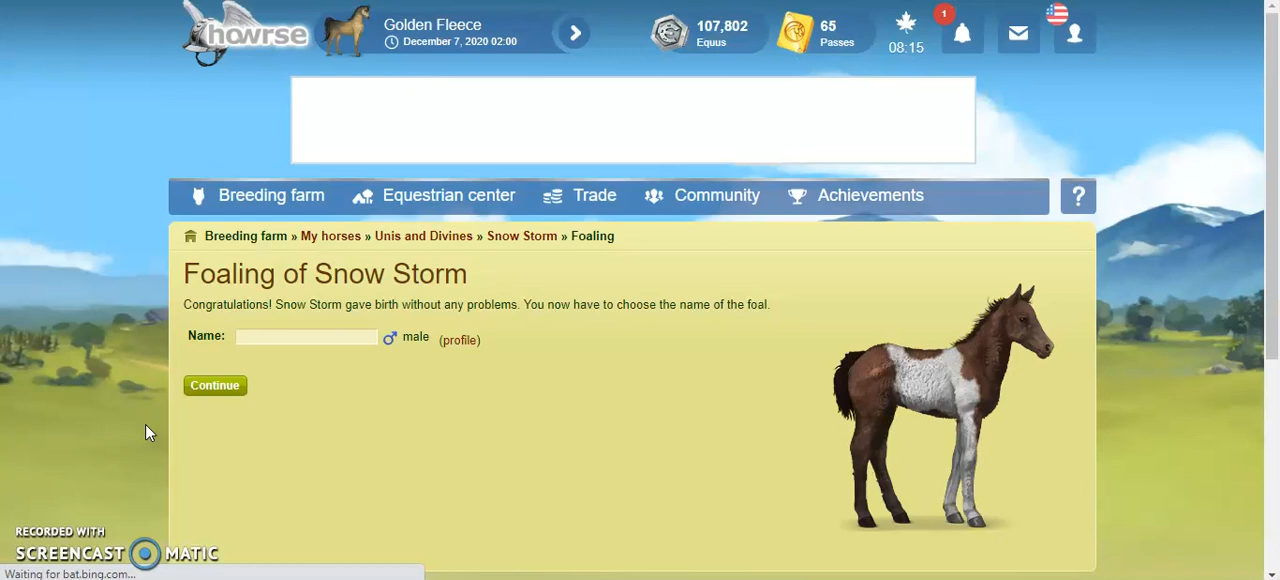 howrse
Golden Fleece
December 7, 2020 02:00
107,802
Equus
65
Passes
08:15
1
Breeding farm
Equestrian center
Trade
Community
Achievements
?
Breeding farm » My horses » Unis and Divines » Snow Storm » Foaling
Foaling of Snow Storm
Congratulations! Snow Storm gave birth without any problems. You now have to choose the name of the foal.
Name: male (profile)
Continue
RECORDED WITH
SCREENCAST MATIC
Waiting for bat.bing.com...